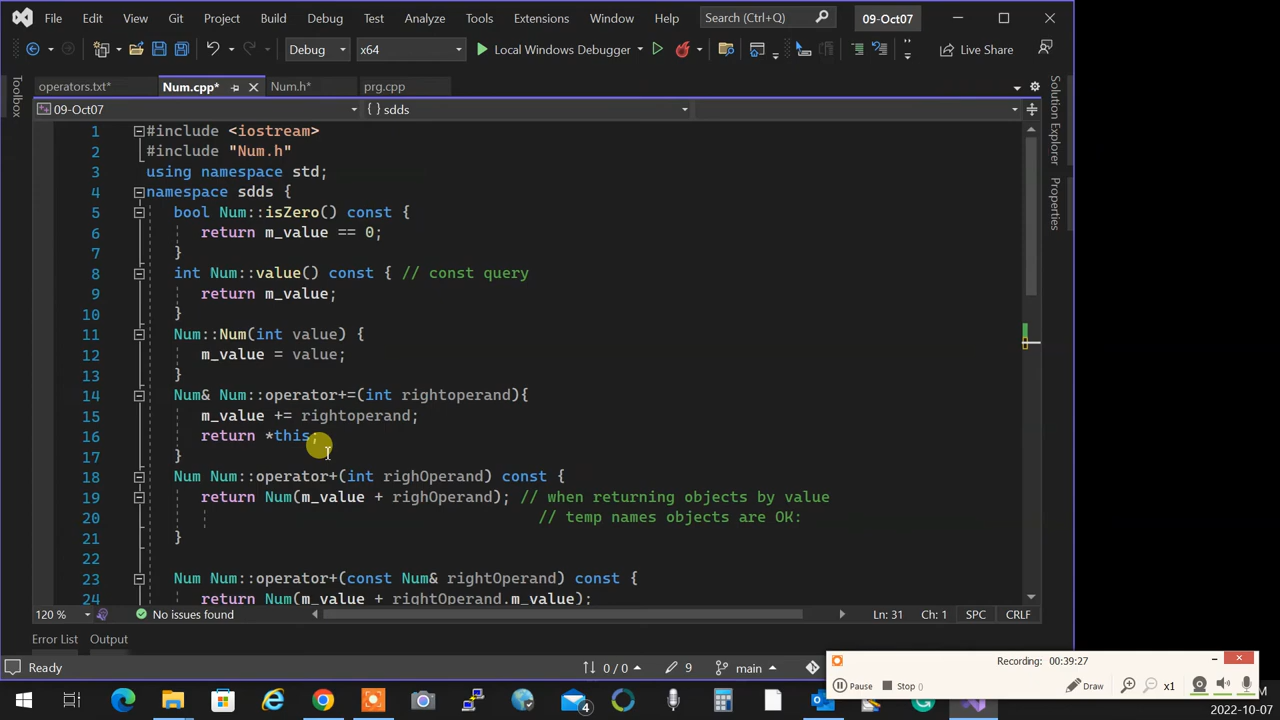 File Edit View Git Project Build Debug Test Analyze Tools Extensions Window Help Search (Ctrl+Q) 09-Oct07
Debug x64 Local Windows Debugger Live Share
operators.txt* Num.cpp* Num.h* prg.cpp
09-Oct07 {} sdds
Toolbox
Solution Explorer
Properties
1 #include <iostream>
2 #include "Num.h"
3 using namespace std;
4 namespace sdds {
5 bool Num::isZero() const {
6 return m_value == 0;
7 }
8 int Num::value() const { // const query
9 return m_value;
10 }
11 Num::Num(int value) {
12 m_value = value;
13 }
14 Num& Num::operator+=(int rightoperand){
15 m_value += rightoperand;
16 return *this;
17 }
18 Num Num::operator+(int righOperand) const {
19 return Num(m_value + righOperand); // when returning objects by value
20 // temp names objects are OK:
21 }
22
23 Num Num::operator+(const Num& rightOperand) const {
24 return Num(m_value + rightOperand.m_value);
120 % No issues found Ln: 31 Ch: 1 SPC CRLF
Error List Output
Ready 0 / 0 9 main
Recording: 00:39:27
Pause Stop () Draw x1
4
M
2022-10-07